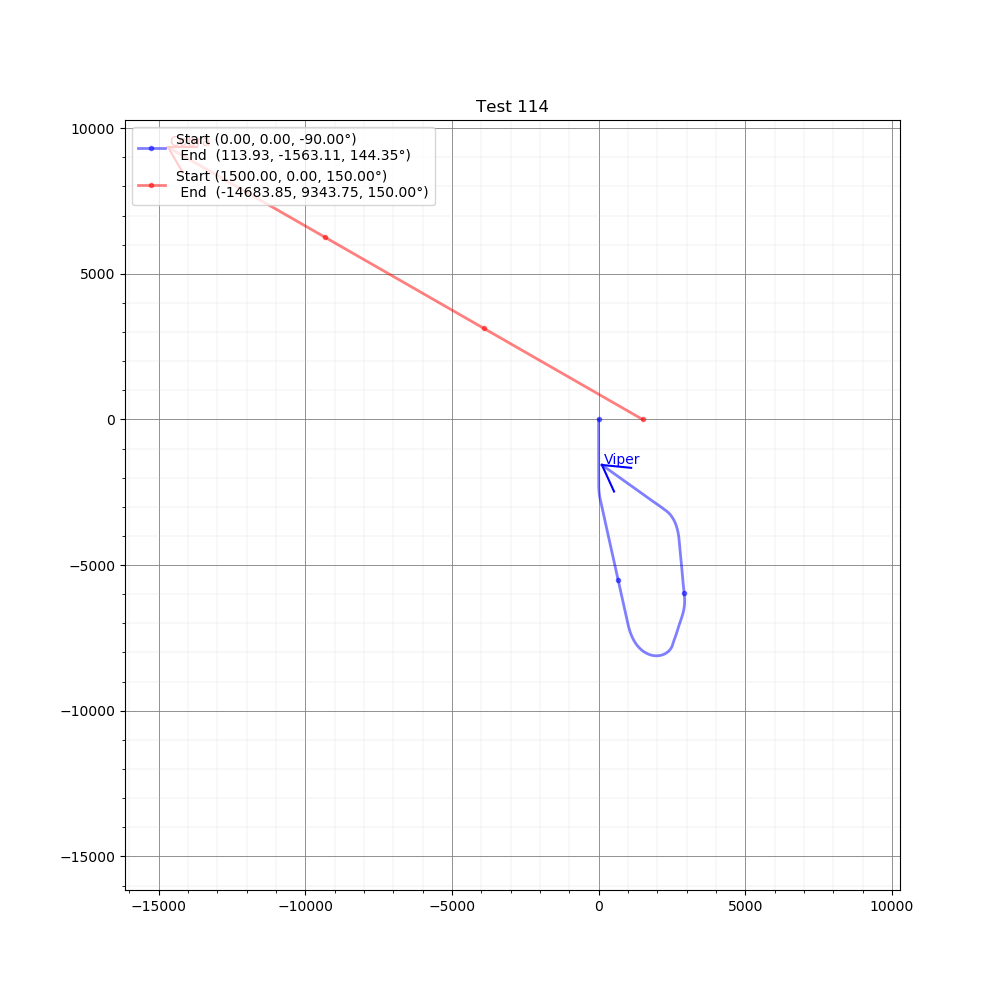 Test 114
Start (0.00, 0.00, -90.00°)
End (113.93, -1563.11, 144.35°)
Start (1500.00, 0.00, 150.00°)
End (-14683.85, 9343.75, 150.00°)
Viper
10000
5000
0
−5000
−10000
−15000
−15000 −10000 −5000 0 5000 10000